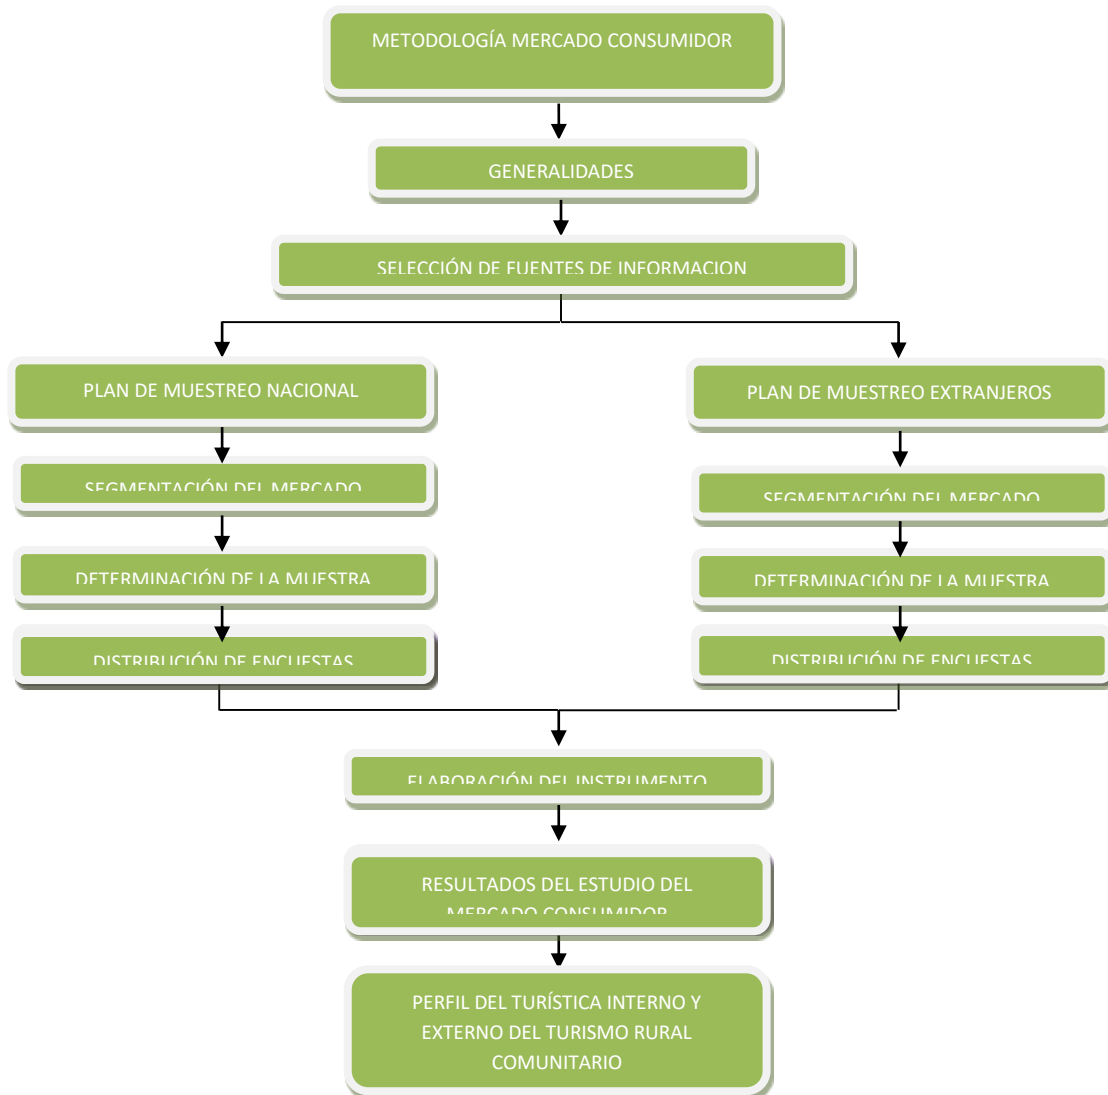 METODOLOGÍA MERCADO CONSUMIDOR
GENERALIDADES
SELECCIÓN DE FUENTES DE INFORMACION
PLAN DE MUESTREO NACIONAL
PLAN DE MUESTREO EXTRANJEROS
SEGMENTACIÓN DEL MERCADO
SEGMENTACIÓN DEL MERCADO
DETERMINACIÓN DE LA MUESTRA
DETERMINACIÓN DE LA MUESTRA
DISTRIBUCIÓN DE ENCUESTAS
DISTRIBUCIÓN DE ENCUESTAS
ELABORACIÓN DEL INSTRUMENTO
RESULTADOS DEL ESTUDIO DEL
MERCADO CONSUMIDOR
PERFIL DEL TURÍSTICA INTERNO Y
EXTERNO DEL TURISMO RURAL
COMUNITARIO